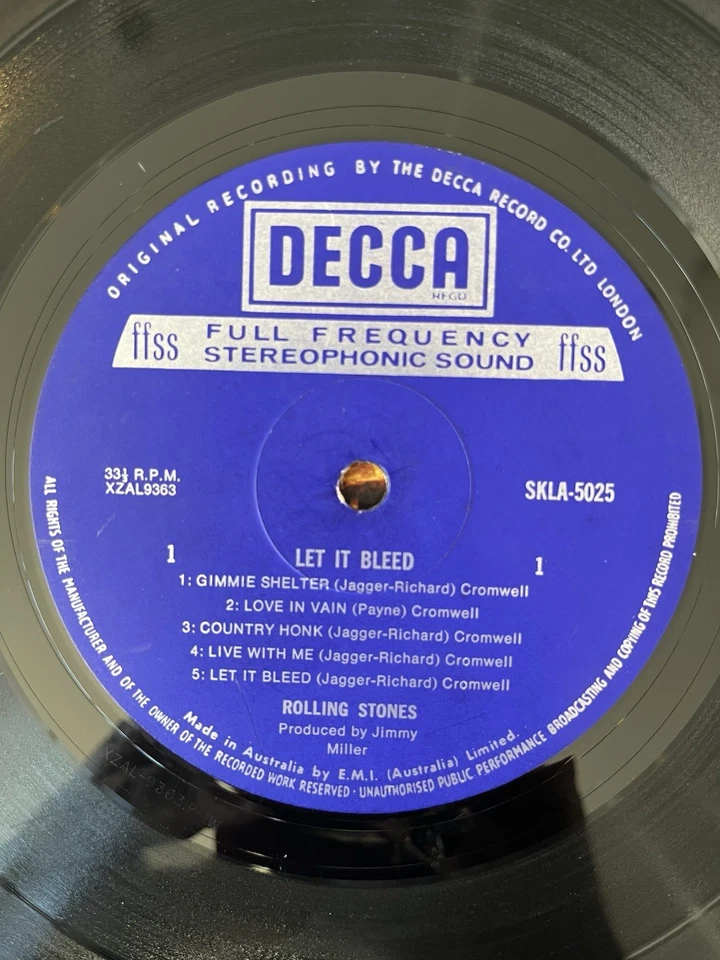 ORIGINAL RECORDING BY THE DECCA RECORD CO. LTD LONDON
DECCA
REGD
ffss FULL FREQUENCY STEREOPHONIC SOUND ffss
33⅓ R.P.M.
XZAL9363
SKLA-5025
1 LET IT BLEED 1
1: GIMMIE SHELTER (Jagger-Richard) Cromwell
2: LOVE IN VAIN (Payne) Cromwell
3: COUNTRY HONK (Jagger-Richard) Cromwell
4: LIVE WITH ME (Jagger-Richard) Cromwell
5: LET IT BLEED (Jagger-Richard) Cromwell
ROLLING STONES
Produced by Jimmy
Miller
Made in Australia by E.M.I. (Australia) Limited.
ALL RIGHTS OF THE MANUFACTURER AND OF THE OWNER OF THE RECORDED WORK RESERVED · UNAUTHORISED PUBLIC PERFORMANCE BROADCASTING AND COPYING OF THIS RECORD PROHIBITED